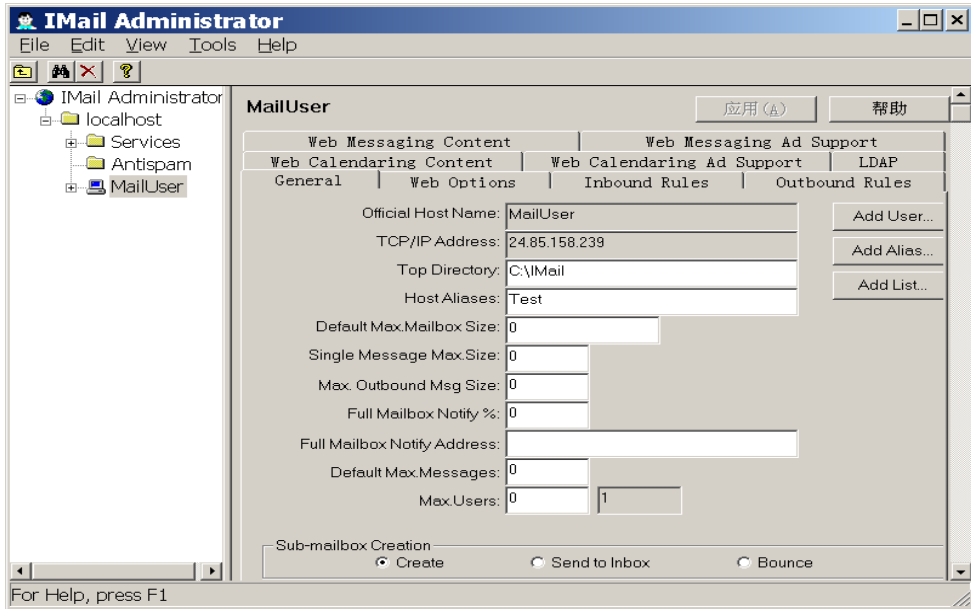 IMail Administrator
File Edit View Tools Help
IMail Administrator
localhost
Services
Antispam
MailUser
MailUser
应用(A) 帮助
Web Messaging Content Web Messaging Ad Support
Web Calendaring Content Web Calendaring Ad Support LDAP
General Web Options Inbound Rules Outbound Rules
Official Host Name: MailUser Add User...
TCP/IP Address: 24.85.158.239
Add Alias...
Top Directory: C:\IMail
Add List...
Host Aliases: Test
Default Max.Mailbox Size: 0
Single Message Max.Size: 0
Max. Outbound Msg Size: 0
Full Mailbox Notify %: 0
Full Mailbox Notify Address:
Default Max.Messages: 0
Max.Users: 0 1
Sub-mailbox Creation
Create Send to Inbox Bounce
For Help, press F1